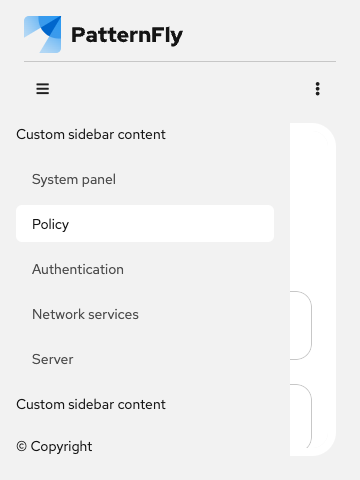 PatternFly
Custom sidebar content
System panel
Policy
Authentication
Network services
Server
Custom sidebar content
© Copyright